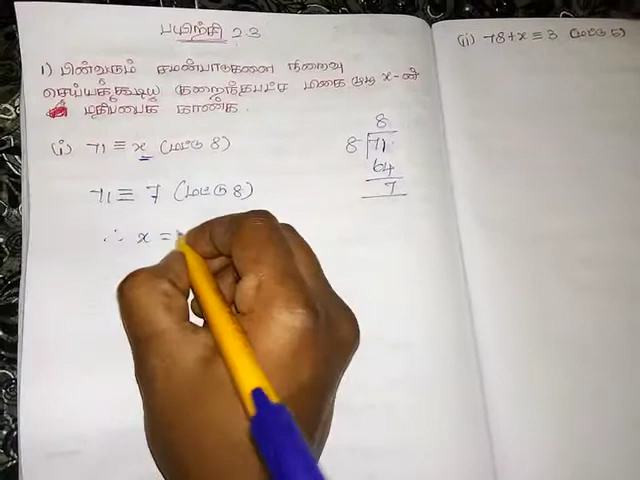 பயிற்சி 2.3
1) பின்வரும் சமன்பாடுகளை நிறைவு
செய்யக்கூடிய குறைந்தபட்ச மிகை முழு x-ன்
மதிப்பைக் காண்க.
(i) 71 ≡ x (மட்டு 8)
71 ≡ 7 (மட்டு 8)
∴ x =
8
8 71
64
7
(ii) 78+x ≡ 3 (மட்டு 5)